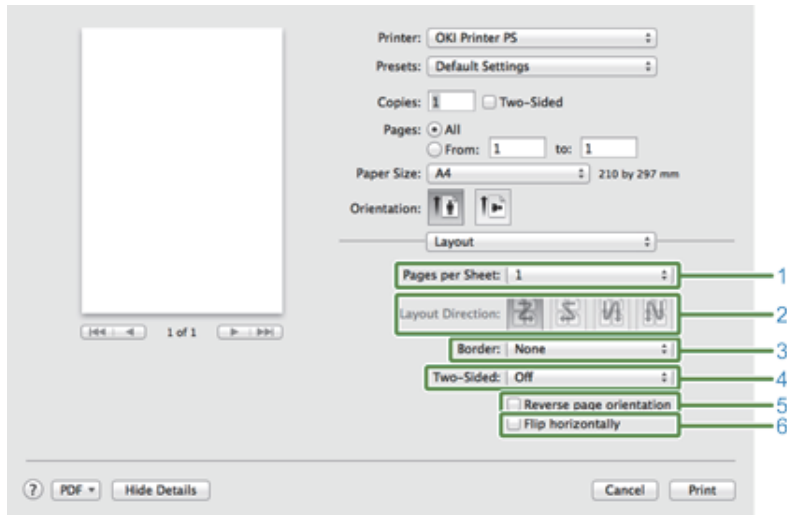 Printer: OKI Printer PS
Presets: Default Settings
Copies: 1 Two-Sided
Pages: All
From: 1 to: 1
Paper Size: A4 210 by 297 mm
Orientation:
Layout
Pages per Sheet: 1 1
Layout Direction: 2
1 of 1
Border: None 3
Two-Sided: Off 4
Reverse page orientation 5
Flip horizontally 6
? PDF Hide Details Cancel Print